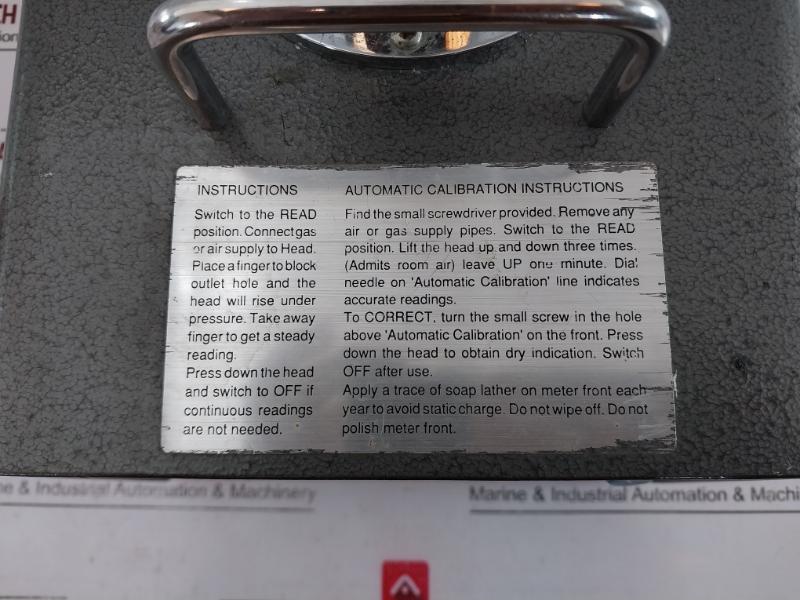 INSTRUCTIONS
Switch to the READ
position. Connect gas
or air supply to Head.
Place a finger to block
outlet hole and the
head will rise under
pressure. Take away
finger to get a steady
reading.
Press down the head
and switch to OFF if
continuous readings
are not needed.
AUTOMATIC CALIBRATION INSTRUCTIONS
Find the small screwdriver provided. Remove any
air or gas supply pipes. Switch to the READ
position. Lift the head up and down three times.
(Admits room air) leave UP one minute. Dial
needle on 'Automatic Calibration' line indicates
accurate readings.
To CORRECT, turn the small screw in the hole
above 'Automatic Calibration' on the front. Press
down the head to obtain dry indication. Switch
OFF after use.
Apply a trace of soap lather on meter front each
year to avoid static charge. Do not wipe off. Do not
polish meter front.
& Industrial Automation & Machinery
Marine & Industrial Automation &